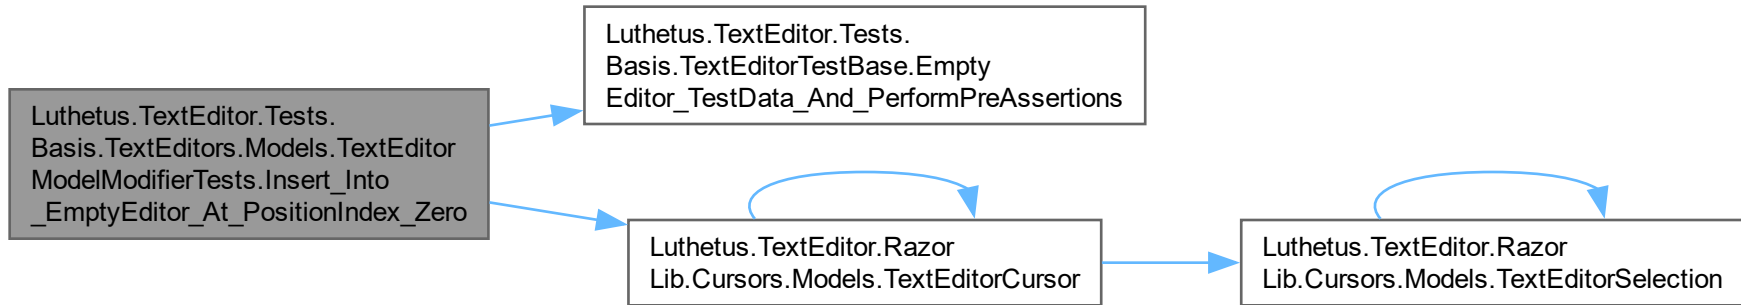 Luthetus.TextEditor.Tests.
Basis.TextEditorTestBase.Empty
Editor_TestData_And_PerformPreAssertions
Luthetus.TextEditor.Tests.
Basis.TextEditors.Models.TextEditor
ModelModifierTests.Insert_Into
_EmptyEditor_At_PositionIndex_Zero
Luthetus.TextEditor.Razor
Lib.Cursors.Models.TextEditorCursor
Luthetus.TextEditor.Razor
Lib.Cursors.Models.TextEditorSelection